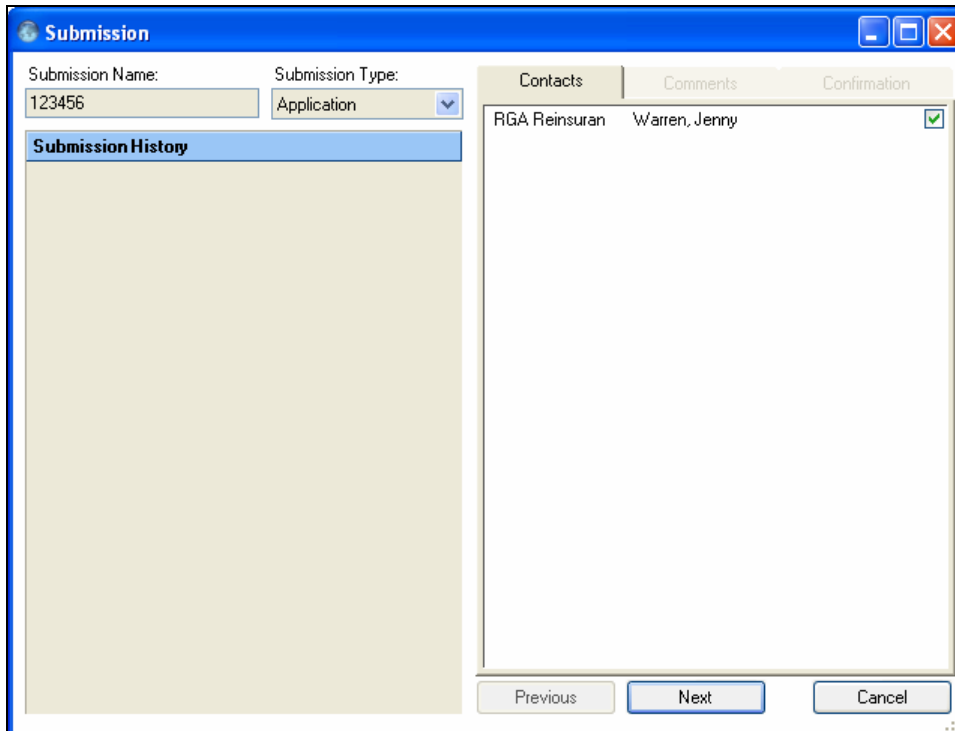 Submission
Submission Name:
Submission Type:
123456
Application
Submission History
Contacts
Comments
Confirmation
RGA Reinsuran Warren, Jenny
Previous
Next
Cancel